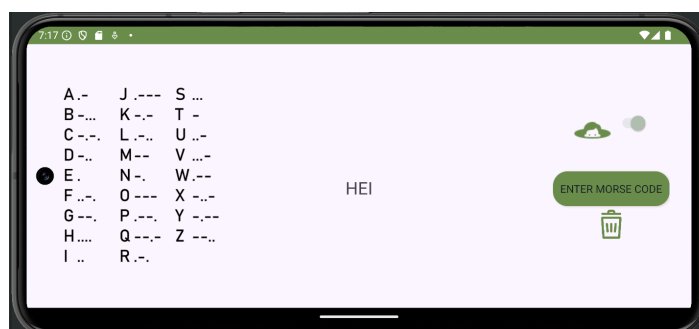 7:17
A .- J .--- S ...
B -... K -.- T -
C -.-. L .-.. U ..-
D -.. M -- V ...-
E . N -. W .--
F ..-. O --- X -..-
G --. P .--. Y -.--
H .... Q --.- Z --..
I .. R .-.
HEI
ENTER MORSE CODE